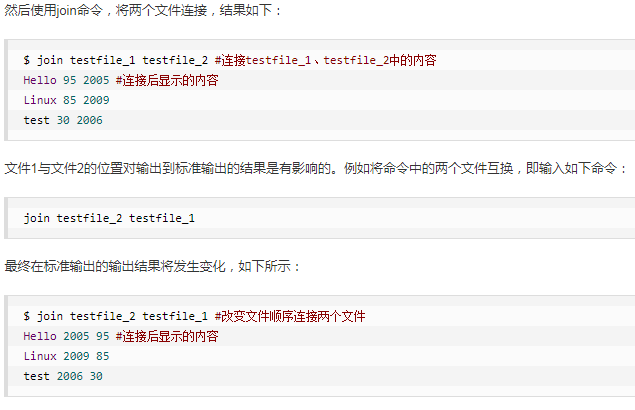 然后使用join命令，将两个文件连接，结果如下：
$ join testfile_1 testfile_2 #连接testfile_1、testfile_2中的内容
Hello 95 2005 #连接后显示的内容
Linux 85 2009
test 30 2006
文件1与文件2的位置对输出到标准输出的结果是有影响的。例如将命令中的两个文件互换，即输入如下命令：
join testfile_2 testfile_1
最终在标准输出的输出结果将发生变化，如下所示：
$ join testfile_2 testfile_1 #改变文件顺序连接两个文件
Hello 2005 95 #连接后显示的内容
Linux 2009 85
test 2006 30